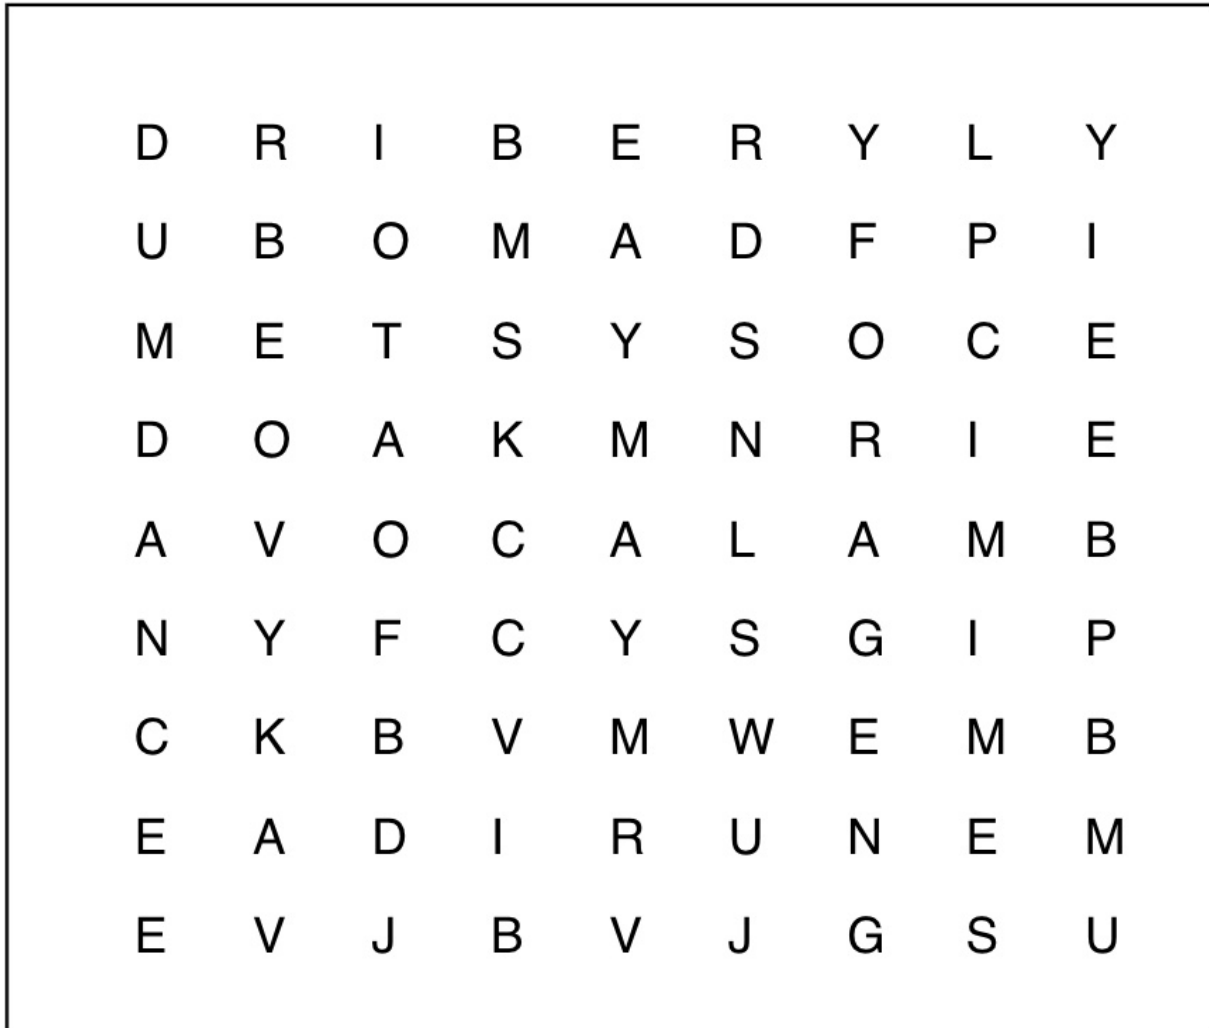 D R I B E R Y L Y
U B O M A D F P I
M E T S Y S O C E
D O A K M N R I E
A V O C A L A M B
N Y F C Y S G I P
C K B V M W E M B
E A D I R U N E M
E V J B V J G S U